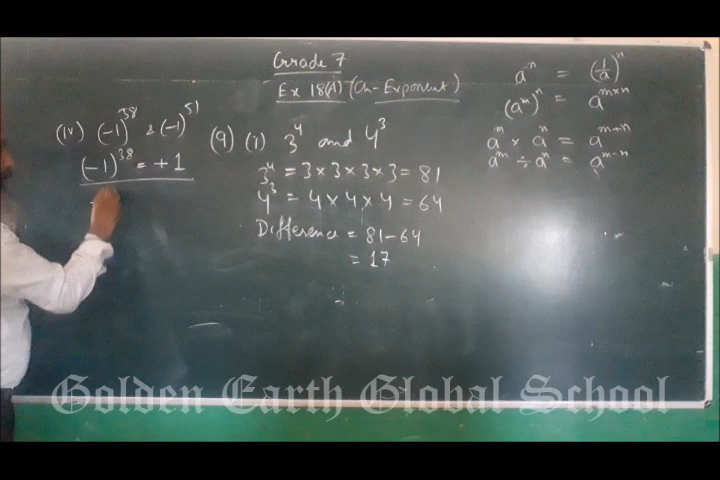 Grade 7
Ex 18(A) (Ch- Exponent)
(iv) (-1)^38 & (-1)^51
(-1)^38 = +1
(9) (i) 3^4 and 4^3
3^4 = 3 × 3 × 3 × 3 = 81
4^3 = 4 × 4 × 4 = 64
Difference = 81 - 64
= 17
a^n = (1/a)^n
(a^m)^n = a^m×n
a^m × a^n = a^m+n
a^m ÷ a^n = a^m-n
Golden Earth Global School